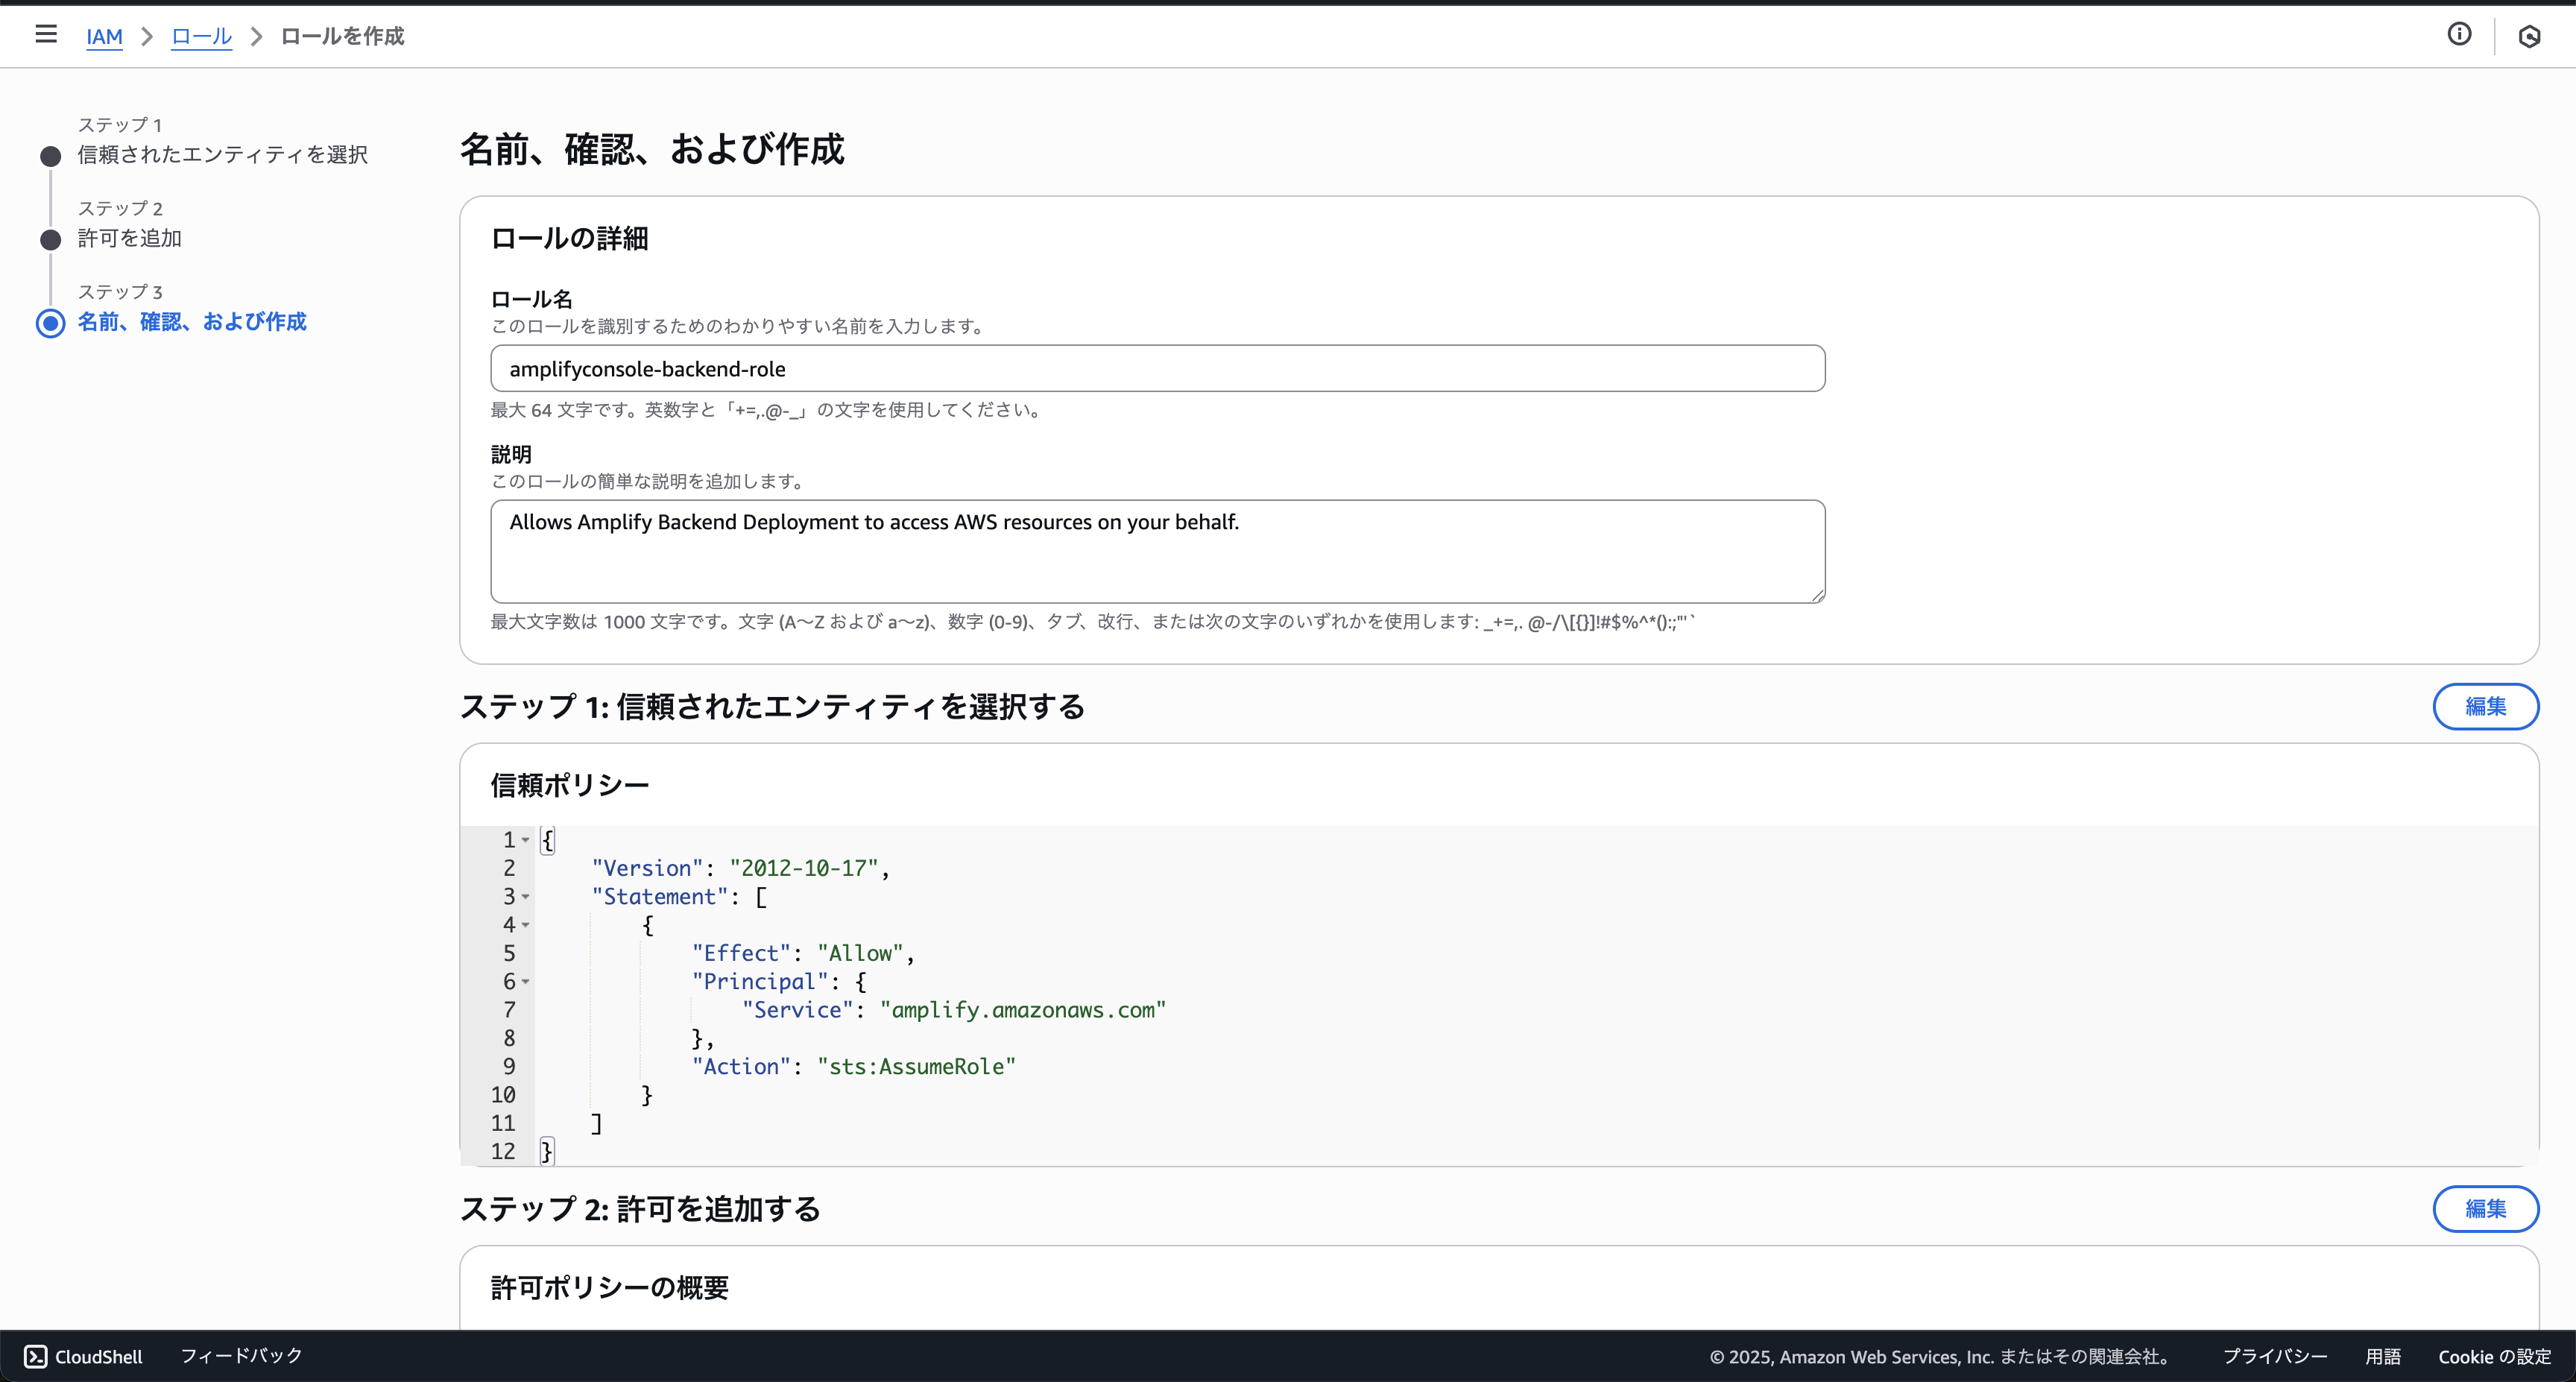 IAM > ロール > ロールを作成
ステップ 1
信頼されたエンティティを選択
ステップ 2
許可を追加
ステップ 3
名前、確認、および作成
名前、確認、および作成
ロールの詳細
ロール名
このロールを識別するためのわかりやすい名前を入力します。
amplifyconsole-backend-role
最大 64 文字です。英数字と「+=,.@-_」の文字を使用してください。
説明
このロールの簡単な説明を追加します。
Allows Amplify Backend Deployment to access AWS resources on your behalf.
最大文字数は 1000 文字です。文字 (A～Z および a～z)、数字 (0-9)、タブ、改行、または次の文字のいずれかを使用します: _+=,. @-/\[{}]!#$%^*();:"'`
ステップ 1: 信頼されたエンティティを選択する
編集
信頼ポリシー
1 {
2     "Version": "2012-10-17",
3     "Statement": [
4         {
5             "Effect": "Allow",
6             "Principal": {
7                 "Service": "amplify.amazonaws.com"
8             },
9             "Action": "sts:AssumeRole"
10         }
11     ]
12 }
ステップ 2: 許可を追加する
編集
許可ポリシーの概要
CloudShell フィードバック © 2025, Amazon Web Services, Inc. またはその関連会社。 プライバシー 用語 Cookie の設定